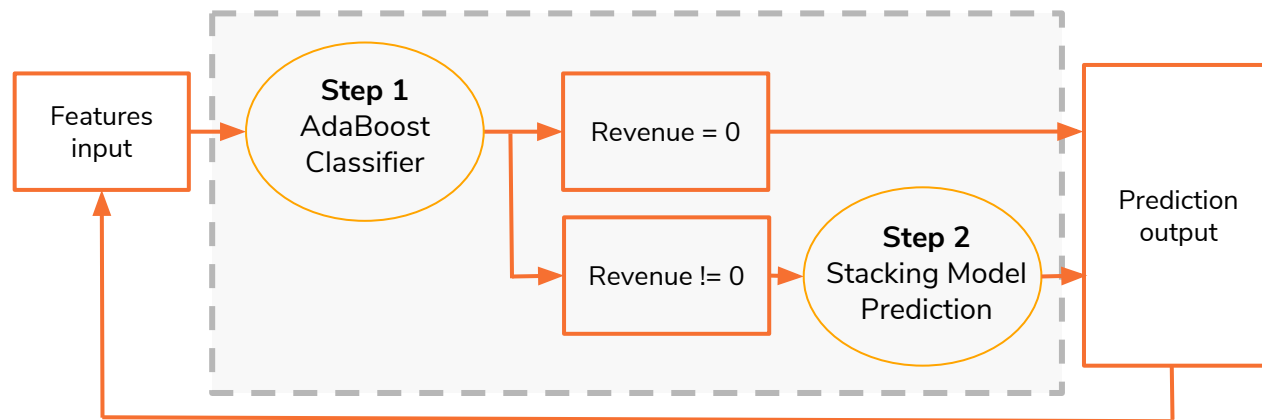 Features
input
Step 1
AdaBoost
Classifier
Revenue = 0
Revenue != 0
Step 2
Stacking Model
Prediction
Prediction
output